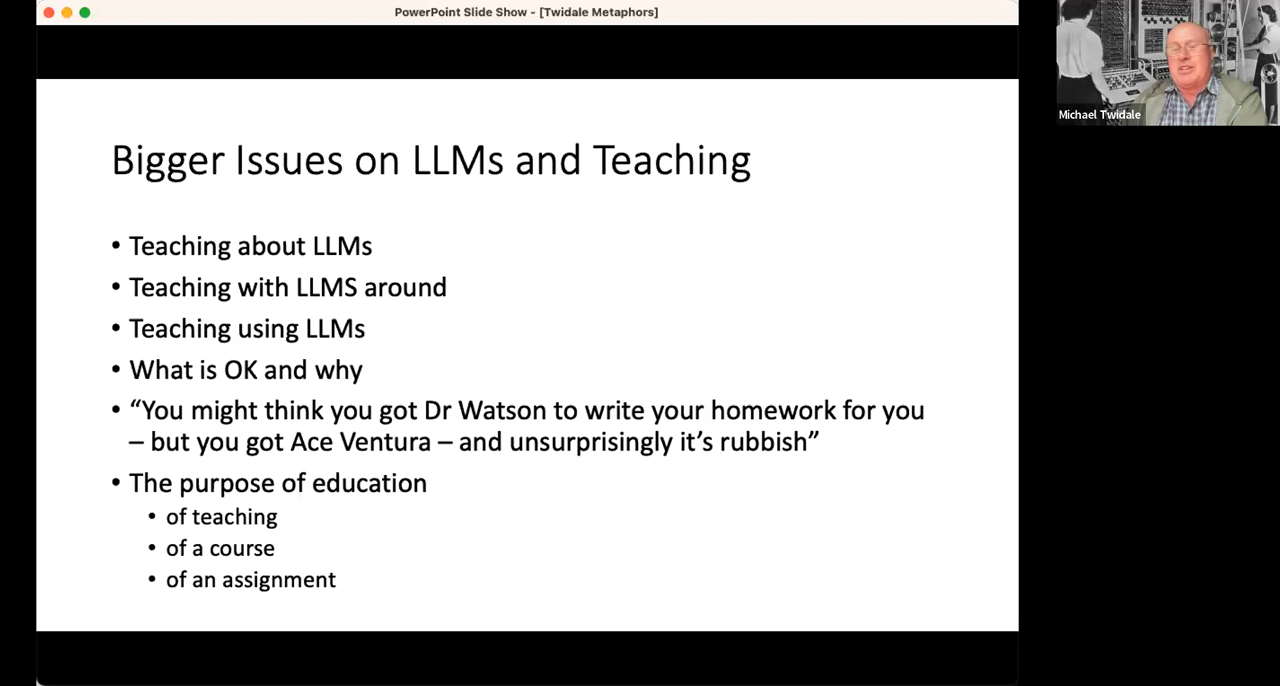 PowerPoint Slide Show - [Twidale Metaphors]
Michael Twidale
Bigger Issues on LLMs and Teaching
• Teaching about LLMs
• Teaching with LLMS around
• Teaching using LLMs
• What is OK and why
• “You might think you got Dr Watson to write your homework for you
– but you got Ace Ventura – and unsurprisingly it’s rubbish”
• The purpose of education
• of teaching
• of a course
• of an assignment